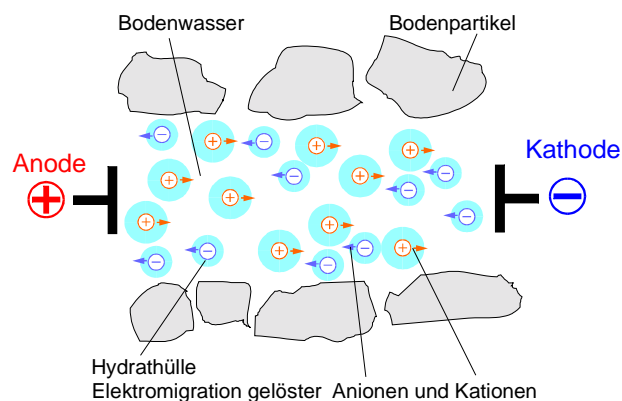 Bodenwasser
Bodenpartikel
Anode
Kathode
Hydrathülle
Elektromigration gelöster Anionen und Kationen